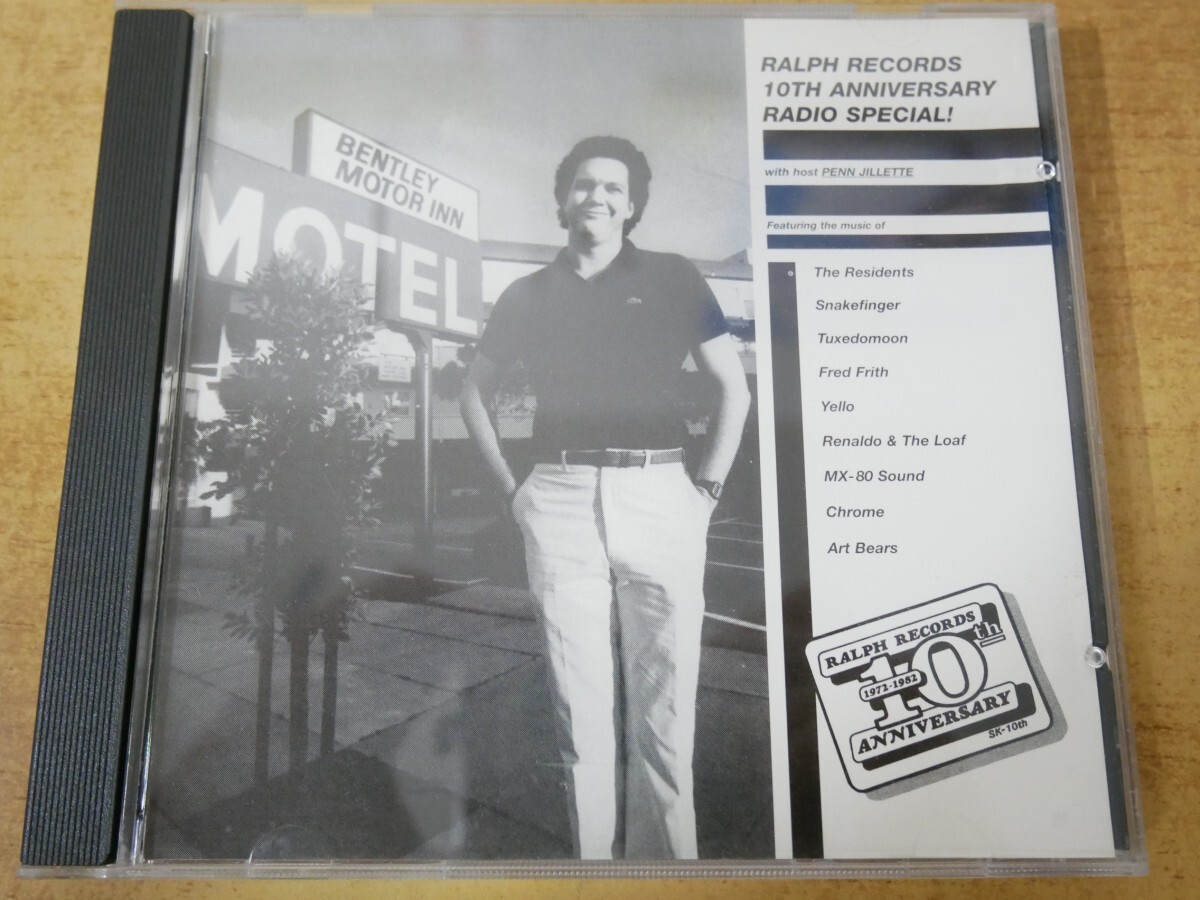 BENTLEY
MOTOR INN
MOTEL
RALPH RECORDS
10TH ANNIVERSARY
RADIO SPECIAL!
with host PENN JILLETTE
Featuring the music of
The Residents
Snakefinger
Tuxedomoon
Fred Frith
Yello
Renaldo & The Loaf
MX-80 Sound
Chrome
Art Bears
RALPH RECORDS
10th
1972-1982
ANNIVERSARY
SK-10th